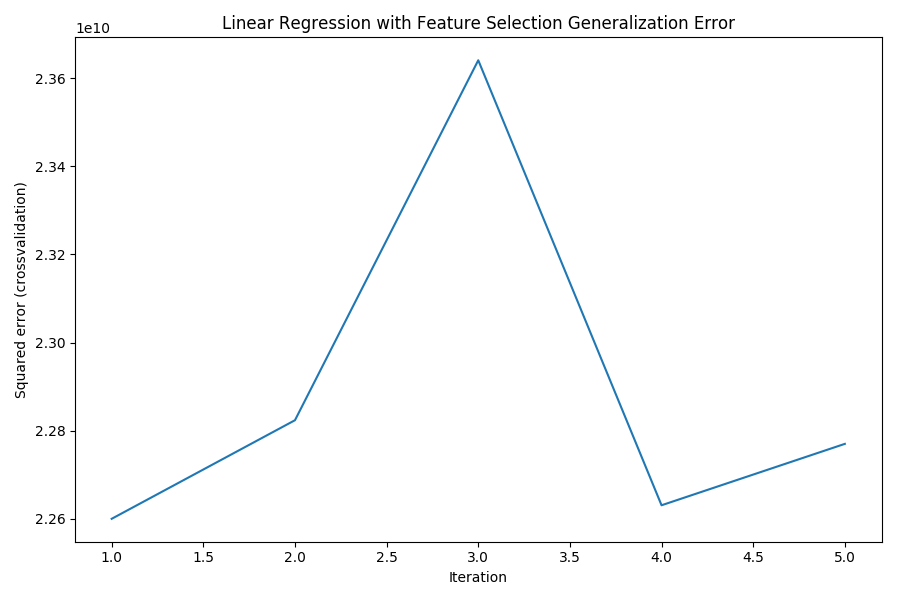 Linear Regression with Feature Selection Generalization Error
1e10
2.36
2.34
2.32
2.30
2.28
2.26
Squared error (crossvalidation)
1.0 1.5 2.0 2.5 3.0 3.5 4.0 4.5 5.0
Iteration